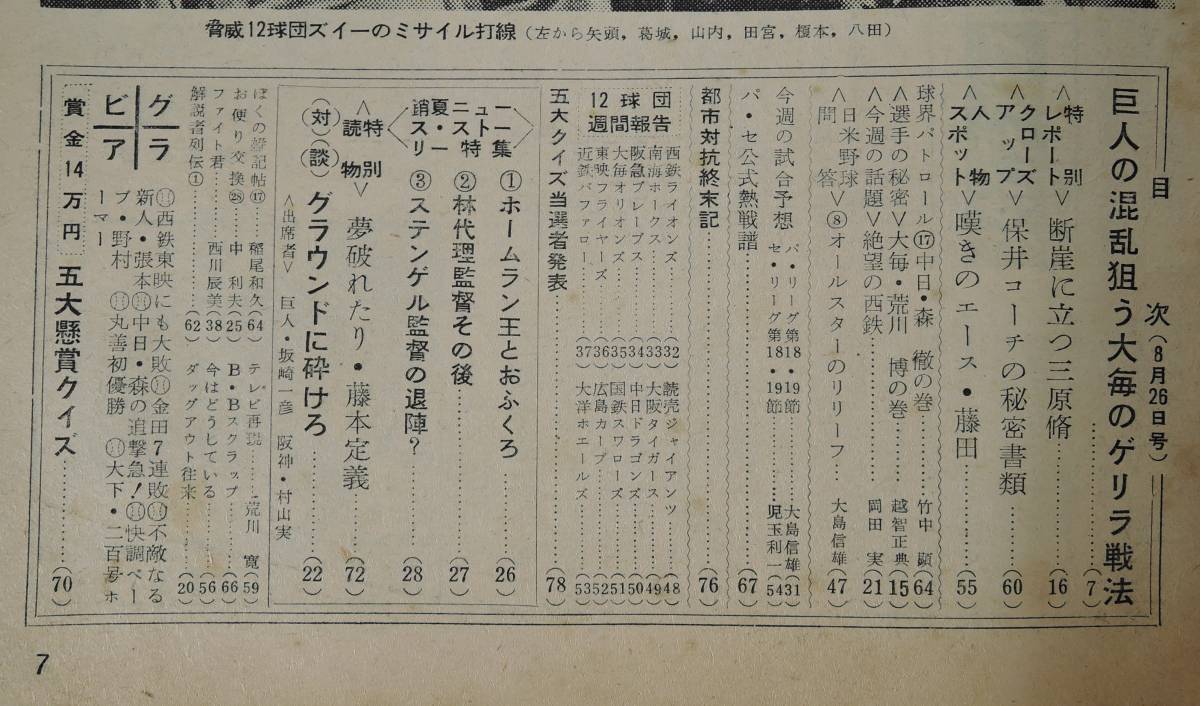 脅威12球団ズイーのミサイル打線（左から矢頭，葛城，山内，田宮，榎本，八田）
目次（8月26日号）
巨人の混乱狙う大毎のゲリラ戦法……（7）
＜特別レポート＞断崖に立つ三原脩……（16）
＜クローズアップ＞保井コーチの秘密書類……（60）
＜人物スポット＞嘆きのエース・藤田……（55）
球界パトロール⑰中日・森　徹の巻……竹中　顕（64）
＜選手の秘密＞大毎・荒川　博の巻……越智正典（15）
＜今週の話題＞絶望の西鉄……岡田　実（21）
＜日米野球問答＞⑧オールスターのリリーフ　大島信雄（47）
今週の試合予想
パ・リーグ第18・19節……大島信雄（31）
セ・リーグ第18・19節……児玉利一（54）
パ・セ公式熱戦譜……（67）
都市対抗終末記……（76）
12球団週間報告
西鉄ライオンズ……（32）
南海ホークス……（33）
阪急ブレーブス……（34）
大毎オリオンズ……（35）
東映フライヤーズ……（36）
近鉄バファロー……（37）
読売ジャイアンツ……（48）
大阪タイガース……（49）
中日ドラゴンズ……（50）
国鉄スワローズ……（51）
広島カープ……（52）
大洋ホエールズ……（53）
五大クイズ当選者発表……（78）
＜銷夏・ニュースストーリー特集＞
①ホームラン王とおふくろ……（26）
②林代理監督その後……（27）
③ステンゲル監督の退陣？……（28）
＜特別読物＞夢破れたり・藤本定義……（72）
（対談）グラウンドに砕けろ……（22）
＜出席者＞　巨人・坂崎一彦　阪神・村山実
ぼくの雑記帖⑰……稲尾和久（64）
お便り交換㉘……中　利夫（25）
ファイト君……西川辰美（38）
解説者列伝①……（62）
テレビ再説……荒川　寛（59）
B・Bスクラップ……（66）
今はどうしている……（56）
ダッグアウト往来……（20）
グラビア
西鉄東映にも大敗
金田7連敗
不敵なる新人・張本
中日・森の追撃急！
快調ペープ・野村
丸善初優勝
大下・二百号ホーマー
賞金14万円　五大懸賞クイズ……（70）
7